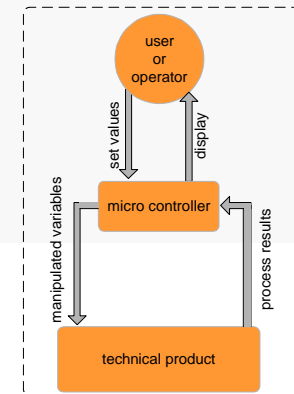 user
or
operator
set values
display
micro controller
manipulated variables
process results
technical product